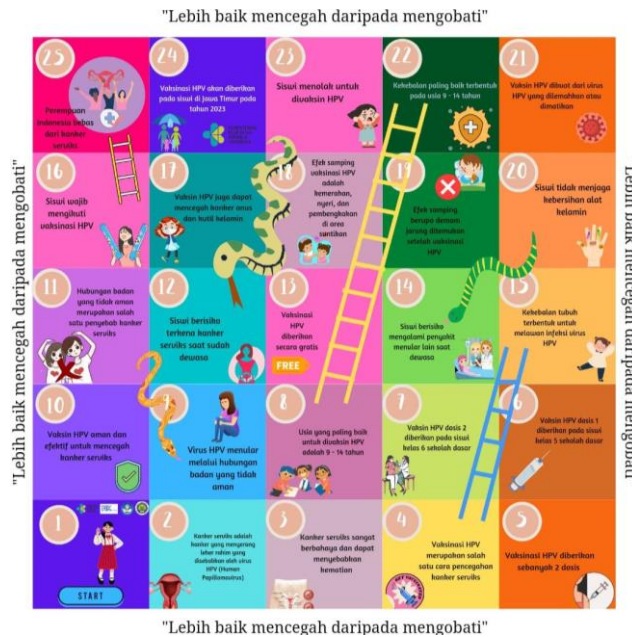 "Lebih baik mencegah daripada mengobati"
"Lebih baik mencegah daripada mengobati"
25
Perempuan
Indonesia bebas
dari kanker
serviks
24
Vaksinasi HPV akan diberikan
pada siswi di Jawa Timur pada
tahun 2023
23
Siswi menolak untuk
divaksin HPV
22
Kekebalan paling baik terbentuk
pada usia 9 - 14 tahun
21
Vaksin HPV dibuat dari virus
HPV yang dilemahkan atau
dimatikan
16
Siswi wajib
mengikuti
vaksinasi HPV
17
Vaksin HPV juga dapat
mencegah kanker anus
dan kutil kelamin
18
Efek samping
vaksinasi HPV
adalah
kemerahan,
nyeri, dan
pembengkakan
di area
suntikan
19
Efek samping
berupa demam
jarang ditemukan
setelah vaksinasi
HPV
20
Siswi tidak menjaga
kebersihan alat
kelamin
11
Hubungan badan
yang tidak aman
merupakan salah
satu penyebab kanker
serviks
12
Siswi berisiko
terkena kanker
serviks saat sudah
dewasa
13
Vaksinasi
HPV
diberikan
secara gratis
FREE
14
Siswi berisiko
mengalami penyakit
menular lain saat
dewasa
15
Kekebalan tubuh
terbentuk untuk
melawan infeksi virus
HPV
10
Vaksin HPV aman dan
efektif untuk mencegah
kanker serviks
9
Virus HPV menular
melalui hubungan
badan yang tidak
aman
8
Usia yang paling baik
untuk divaksin HPV
adalah 9 - 14 tahun
7
Vaksin HPV dosis 2
diberikan pada siswi
kelas 6 sekolah dasar
6
Vaksin HPV dosis 1
diberikan pada siswi
kelas 5 sekolah dasar
1
START
2
Kanker serviks adalah
kanker yang menyerang
leher rahim yang
disebabkan oleh virus
HPV (Human
Papillomavirus)
3
Kanker serviks sangat
berbahaya dan dapat
menyebabkan
kematian
4
Vaksinasi HPV
merupakan salah
satu cara pencegahan
kanker serviks
5
Vaksinasi HPV diberikan
sebanyak 2 dosis
"Lebih baik mencegah daripada mengobati"
"Lebih baik mencegah daripada mengobati"